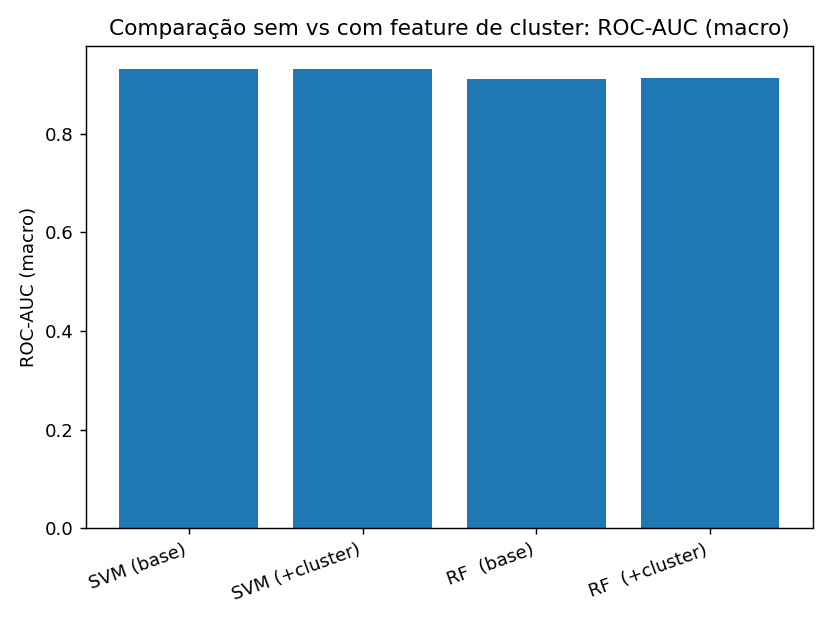 Comparação sem vs com feature de cluster: ROC-AUC (macro)
ROC-AUC (macro)
0.8
0.6
0.4
0.2
0.0
SVM (base)
SVM (+cluster)
RF  (base)
RF  (+cluster)